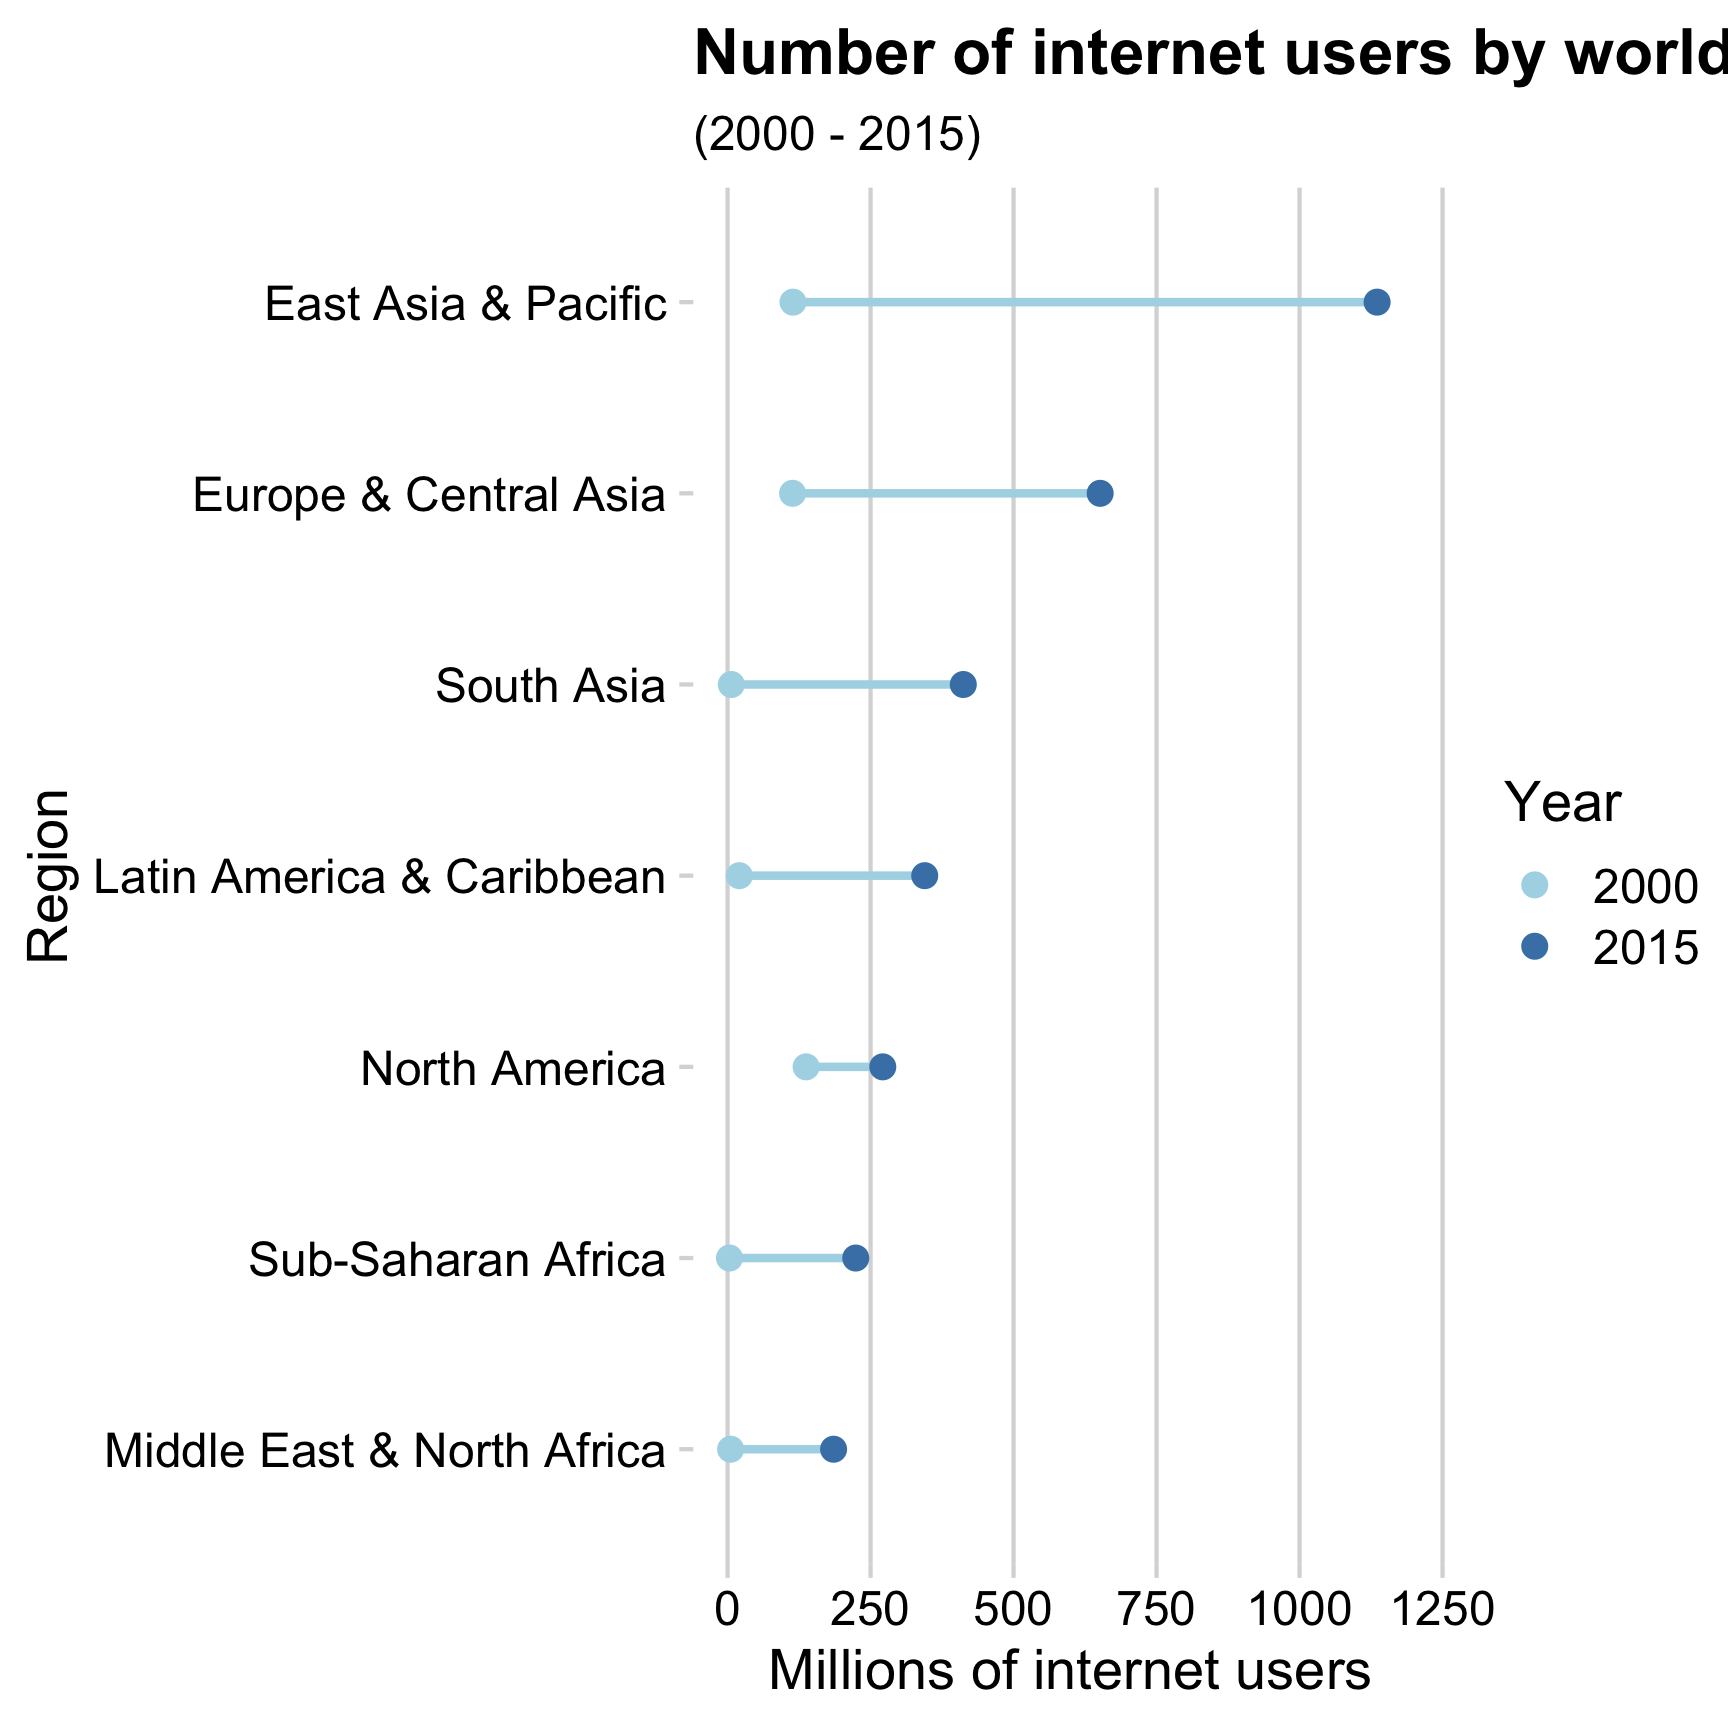 Number of internet users by world
(2000 - 2015)
East Asia & Pacific
Europe & Central Asia
South Asia
Latin America & Caribbean
North America
Sub-Saharan Africa
Middle East & North Africa
Region
0 250 500 750 1000 1250
Millions of internet users
Year
2000
2015